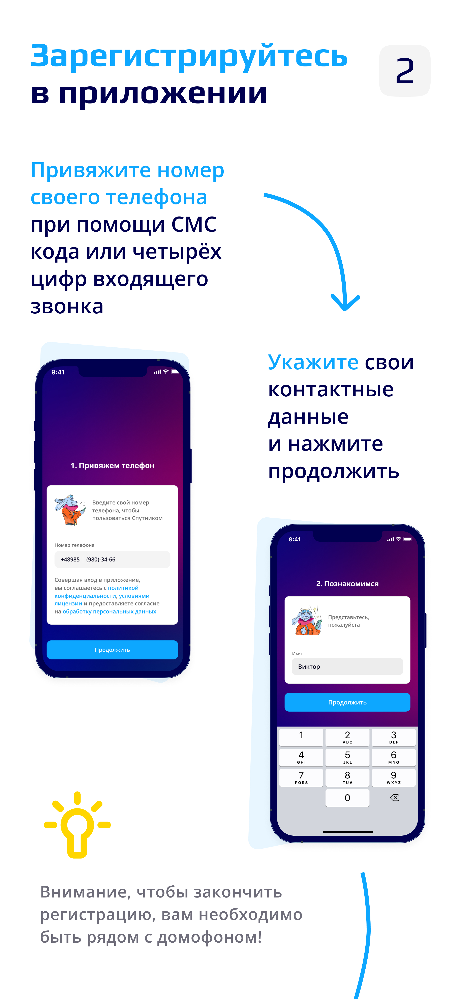 Зарегистрируйтесь
в приложении
2
Привяжите номер
своего телефона
при помощи СМС
кода или четырёх
цифр входящего
звонка
9:41
1. Привяжем телефон
Введите свой номер
телефона, чтобы
пользоваться Спутником
Номер телефона
+48985 (980)-34-66
Совершая вход в приложение,
вы соглашаетесь с политикой
конфиденциальности, условиями
лицензии и предоставляете согласие
на обработку персональных данных
Продолжить
Укажите свои
контактные
данные
и нажмите
продолжить
9:41
2. Познакомимся
Представьтесь,
пожалуйста
Имя
Виктор
Продолжить
1 2 3
ABC DEF
4 5 6
GHI JKL MNO
7 8 9
PQRS TUV WXYZ
0
Внимание, чтобы закончить
регистрацию, вам необходимо
быть рядом с домофоном!